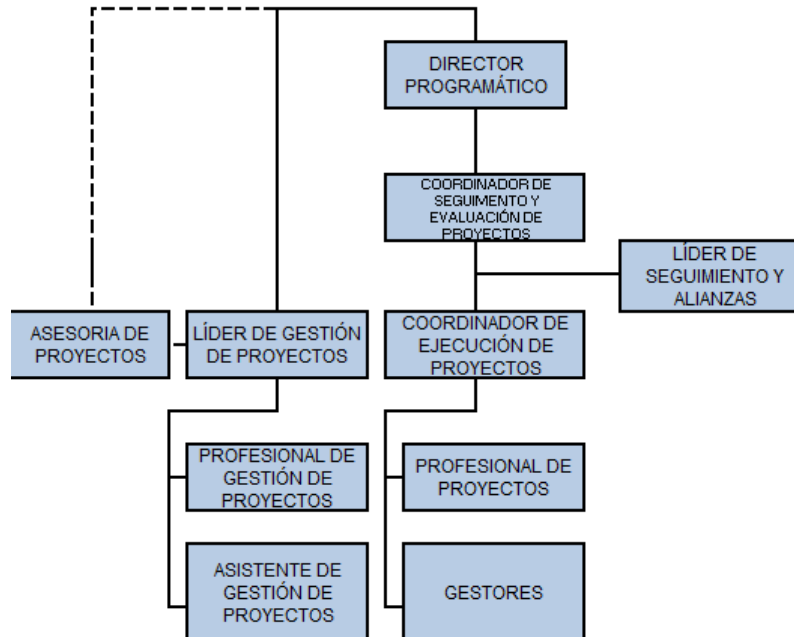 DIRECTOR
PROGRAMÁTICO
COORDINADOR DE
SEGUIMENTO Y
EVALUACIÓN DE
PROYECTOS
LÍDER DE
SEGUIMIENTO Y
ALIANZAS
ASESORIA DE
PROYECTOS
LÍDER DE GESTIÓN
DE PROYECTOS
COORDINADOR DE
EJECUCIÓN DE
PROYECTOS
PROFESIONAL DE
GESTIÓN DE
PROYECTOS
PROFESIONAL DE
PROYECTOS
ASISTENTE DE
GESTIÓN DE
PROYECTOS
GESTORES